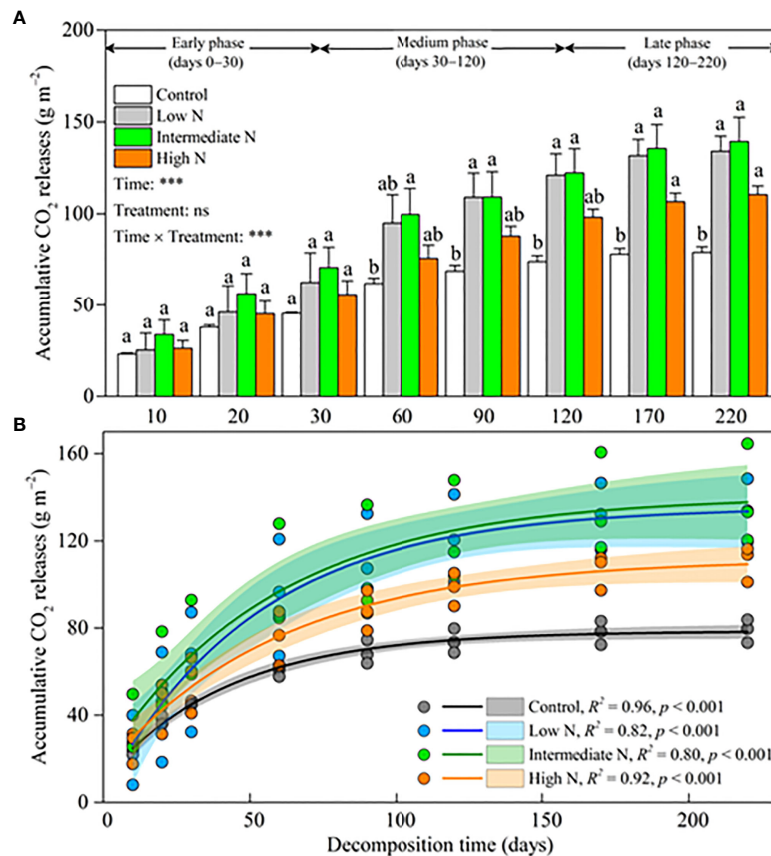 A
200
150
100
50
0
Accumulative CO₂ releases (g m⁻²)
Early phase
(days 0–30)
Medium phase
(days 30–120)
Late phase
(days 120–220)
Control
Low N
Intermediate N
High N
Time: ***
Treatment: ns
Time × Treatment: ***
a a a a
a a a a
a a a a
b ab a ab
b a a ab
b a a ab
b a a a
b a a a
10 20 30 60 90 120 170 220
B
160
120
80
40
0
Accumulative CO₂ releases (g m⁻²)
Control, R² = 0.96, p < 0.001
Low N, R² = 0.82, p < 0.001
Intermediate N, R² = 0.80, p < 0.001
High N, R² = 0.92, p < 0.001
0 50 100 150 200
Decomposition time (days)